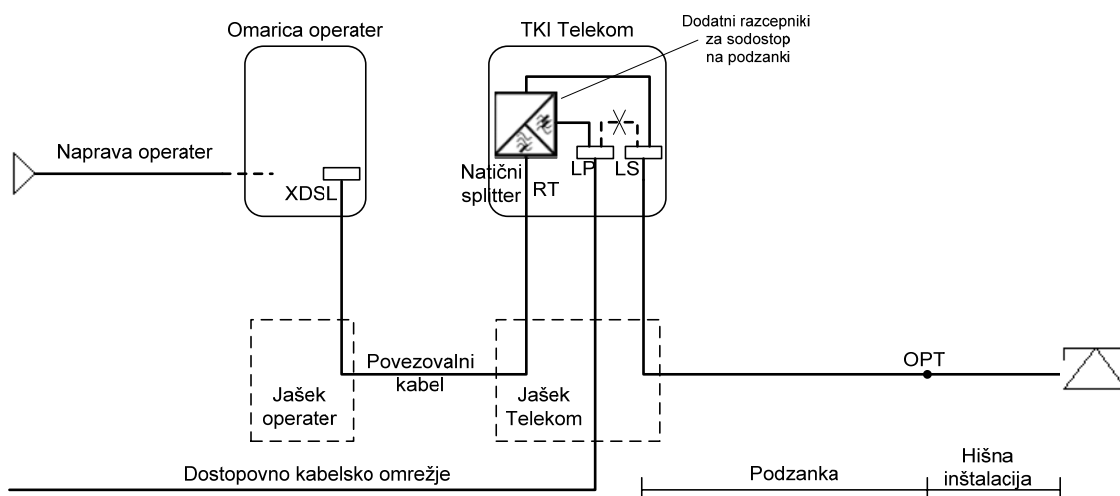 Omarica operater
TKI Telekom
Dodatni razcepniki
za sodostop
na podzanki
Naprava operater
XDSL
Natični
splitter
RT
LP
LS
Povezovalni
kabel
Jašek
operater
Jašek
Telekom
OPT
Dostopovno kabelsko omrežje
Podzanka
Hišna
inštalacija